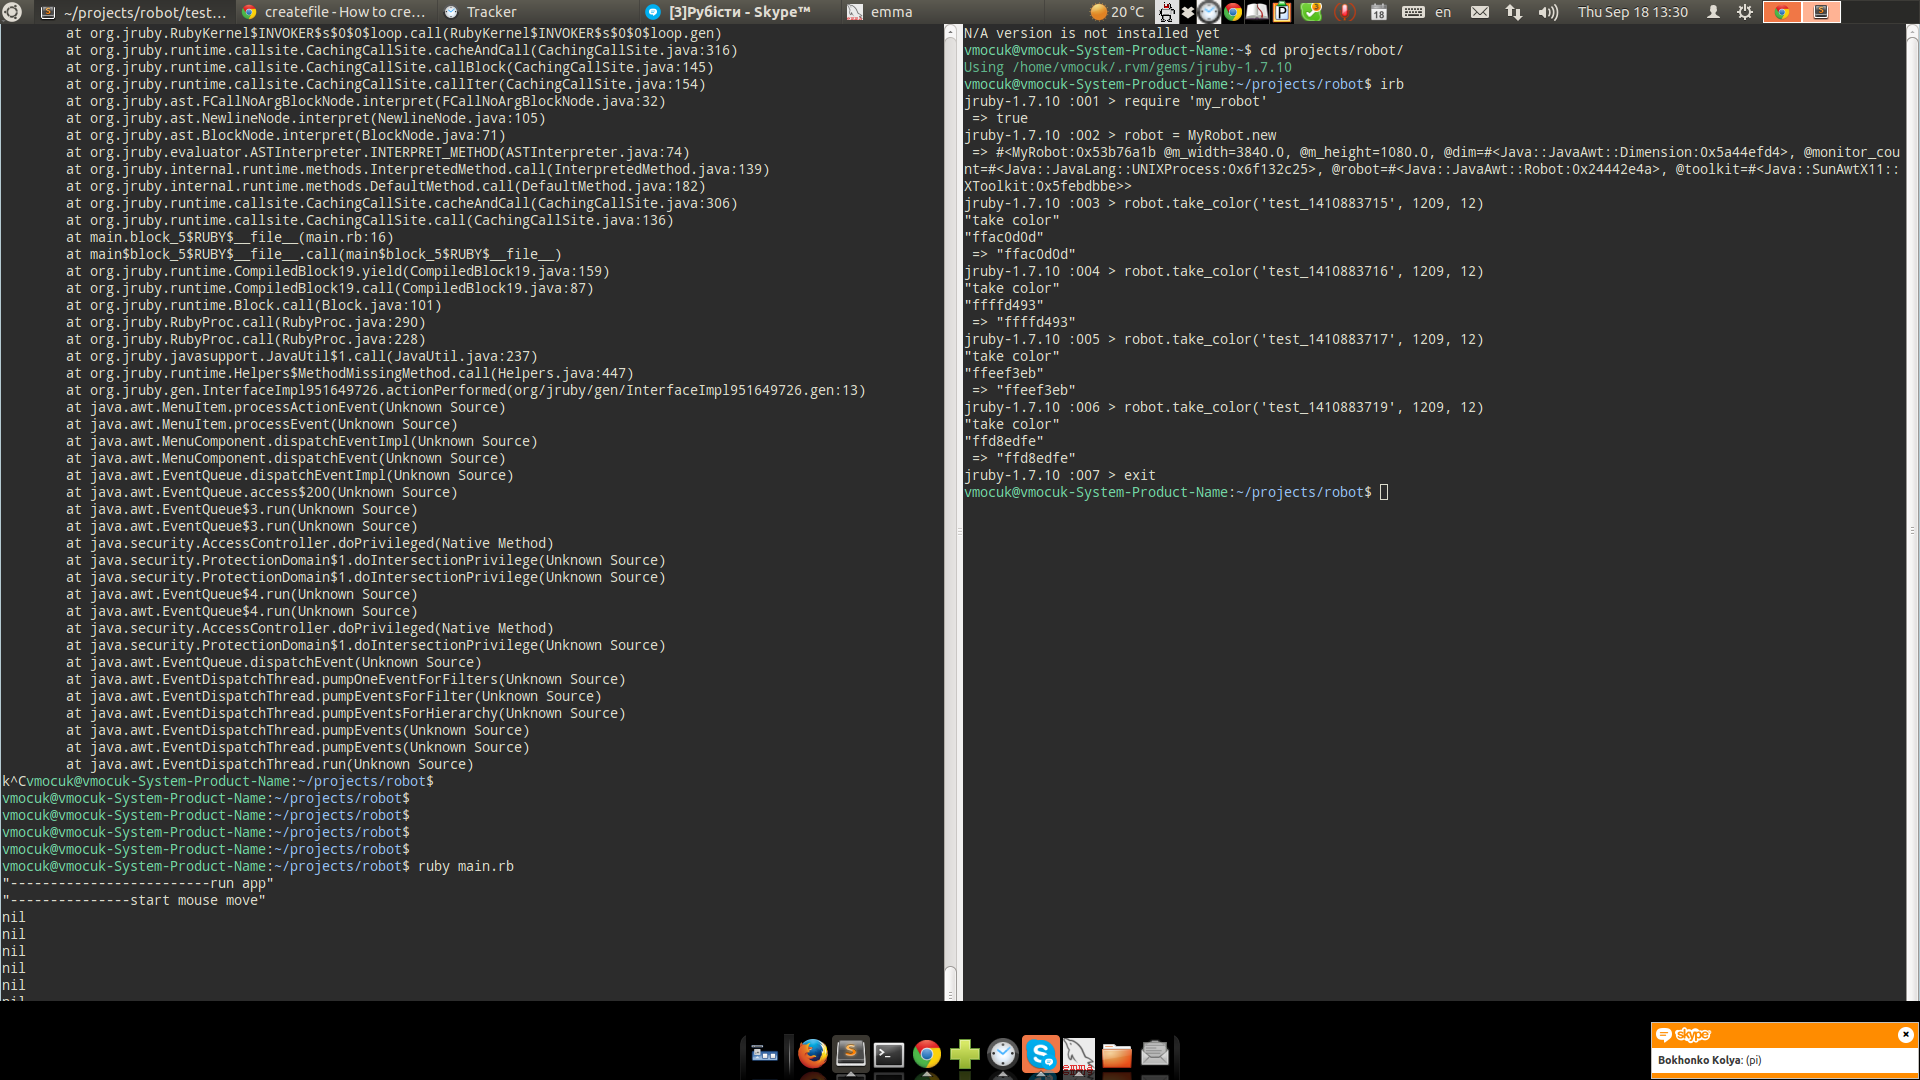 ~/projects/robot/test...
createfile - How to cre...
Tracker
[3]Рубісти - Skype™
emma
20 °C
18
en
Thu Sep 18 13:30
at org.jruby.RubyKernel$INVOKER$s$0$0$loop.call(RubyKernel$INVOKER$s$0$0$loop.gen)
at org.jruby.runtime.callsite.CachingCallSite.cacheAndCall(CachingCallSite.java:316)
at org.jruby.runtime.callsite.CachingCallSite.callBlock(CachingCallSite.java:145)
at org.jruby.runtime.callsite.CachingCallSite.callIter(CachingCallSite.java:154)
at org.jruby.ast.FCallNoArgBlockNode.interpret(FCallNoArgBlockNode.java:32)
at org.jruby.ast.NewlineNode.interpret(NewlineNode.java:105)
at org.jruby.ast.BlockNode.interpret(BlockNode.java:71)
at org.jruby.evaluator.ASTInterpreter.INTERPRET_METHOD(ASTInterpreter.java:74)
at org.jruby.internal.runtime.methods.InterpretedMethod.call(InterpretedMethod.java:139)
at org.jruby.internal.runtime.methods.DefaultMethod.call(DefaultMethod.java:182)
at org.jruby.runtime.callsite.CachingCallSite.cacheAndCall(CachingCallSite.java:306)
at org.jruby.runtime.callsite.CachingCallSite.call(CachingCallSite.java:136)
at main.block_5$RUBY$__file__(main.rb:16)
at main$block_5$RUBY$__file__.call(main$block_5$RUBY$__file__)
at org.jruby.runtime.CompiledBlock19.yield(CompiledBlock19.java:159)
at org.jruby.runtime.CompiledBlock19.call(CompiledBlock19.java:87)
at org.jruby.runtime.Block.call(Block.java:101)
at org.jruby.RubyProc.call(RubyProc.java:290)
at org.jruby.RubyProc.call(RubyProc.java:228)
at org.jruby.javasupport.JavaUtil$1.call(JavaUtil.java:237)
at org.jruby.runtime.Helpers$MethodMissingMethod.call(Helpers.java:447)
at org.jruby.gen.InterfaceImpl951649726.actionPerformed(org/jruby/gen/InterfaceImpl951649726.gen:13)
at java.awt.MenuItem.processActionEvent(Unknown Source)
at java.awt.MenuItem.processEvent(Unknown Source)
at java.awt.MenuComponent.dispatchEventImpl(Unknown Source)
at java.awt.MenuComponent.dispatchEvent(Unknown Source)
at java.awt.EventQueue.dispatchEventImpl(Unknown Source)
at java.awt.EventQueue.access$200(Unknown Source)
at java.awt.EventQueue$3.run(Unknown Source)
at java.awt.EventQueue$3.run(Unknown Source)
at java.security.AccessController.doPrivileged(Native Method)
at java.security.ProtectionDomain$1.doIntersectionPrivilege(Unknown Source)
at java.security.ProtectionDomain$1.doIntersectionPrivilege(Unknown Source)
at java.awt.EventQueue$4.run(Unknown Source)
at java.awt.EventQueue$4.run(Unknown Source)
at java.security.AccessController.doPrivileged(Native Method)
at java.security.ProtectionDomain$1.doIntersectionPrivilege(Unknown Source)
at java.awt.EventQueue.dispatchEvent(Unknown Source)
at java.awt.EventDispatchThread.pumpOneEventForFilters(Unknown Source)
at java.awt.EventDispatchThread.pumpEventsForFilter(Unknown Source)
at java.awt.EventDispatchThread.pumpEventsForHierarchy(Unknown Source)
at java.awt.EventDispatchThread.pumpEvents(Unknown Source)
at java.awt.EventDispatchThread.pumpEvents(Unknown Source)
at java.awt.EventDispatchThread.run(Unknown Source)
k^Cvmocuk@vmocuk-System-Product-Name:~/projects/robot$
vmocuk@vmocuk-System-Product-Name:~/projects/robot$
vmocuk@vmocuk-System-Product-Name:~/projects/robot$
vmocuk@vmocuk-System-Product-Name:~/projects/robot$
vmocuk@vmocuk-System-Product-Name:~/projects/robot$
vmocuk@vmocuk-System-Product-Name:~/projects/robot$ ruby main.rb
"-------------------------run app"
"---------------start mouse move"
nil
nil
nil
nil
nil
nil
N/A version is not installed yet
vmocuk@vmocuk-System-Product-Name:~$ cd projects/robot/
Using /home/vmocuk/.rvm/gems/jruby-1.7.10
vmocuk@vmocuk-System-Product-Name:~/projects/robot$ irb
jruby-1.7.10 :001 > require 'my_robot'
=> true
jruby-1.7.10 :002 > robot = MyRobot.new
=> #<MyRobot:0x53b76a1b @m_width=3840.0, @m_height=1080.0, @dim=#<Java::JavaAwt::Dimension:0x5a44efd4>, @monitor_cou
nt=#<Java::JavaLang::UNIXProcess:0x6f132c25>, @robot=#<Java::JavaAwt::Robot:0x24442e4a>, @toolkit=#<Java::SunAwtX11::
XToolkit:0x5febdbbe>>
jruby-1.7.10 :003 > robot.take_color('test_1410883715', 1209, 12)
"take color"
"ffac0d0d"
=> "ffac0d0d"
jruby-1.7.10 :004 > robot.take_color('test_1410883716', 1209, 12)
"take color"
"ffffd493"
=> "ffffd493"
jruby-1.7.10 :005 > robot.take_color('test_1410883717', 1209, 12)
"take color"
"ffeef3eb"
=> "ffeef3eb"
jruby-1.7.10 :006 > robot.take_color('test_1410883719', 1209, 12)
"take color"
"ffd8edfe"
=> "ffd8edfe"
jruby-1.7.10 :007 > exit
vmocuk@vmocuk-System-Product-Name:~/projects/robot$
emma
skype
Bokhonko Kolya: (pi)